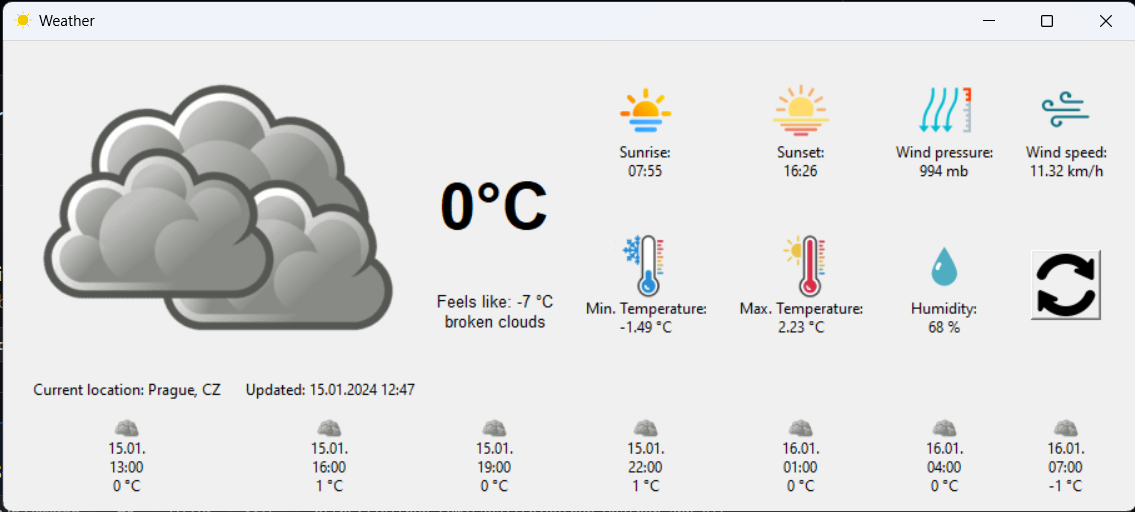 Weather
Sunrise:
07:55
Sunset:
16:26
Wind pressure:
994 mb
Wind speed:
11.32 km/h
0°C
Feels like: -7 °C
broken clouds
Min. Temperature:
-1.49 °C
Max. Temperature:
2.23 °C
Humidity:
68 %
Current location: Prague, CZ
Updated: 15.01.2024 12:47
15.01.
13:00
0 °C
15.01.
16:00
1 °C
15.01.
19:00
0 °C
15.01.
22:00
1 °C
16.01.
01:00
0 °C
16.01.
04:00
0 °C
16.01.
07:00
-1 °C